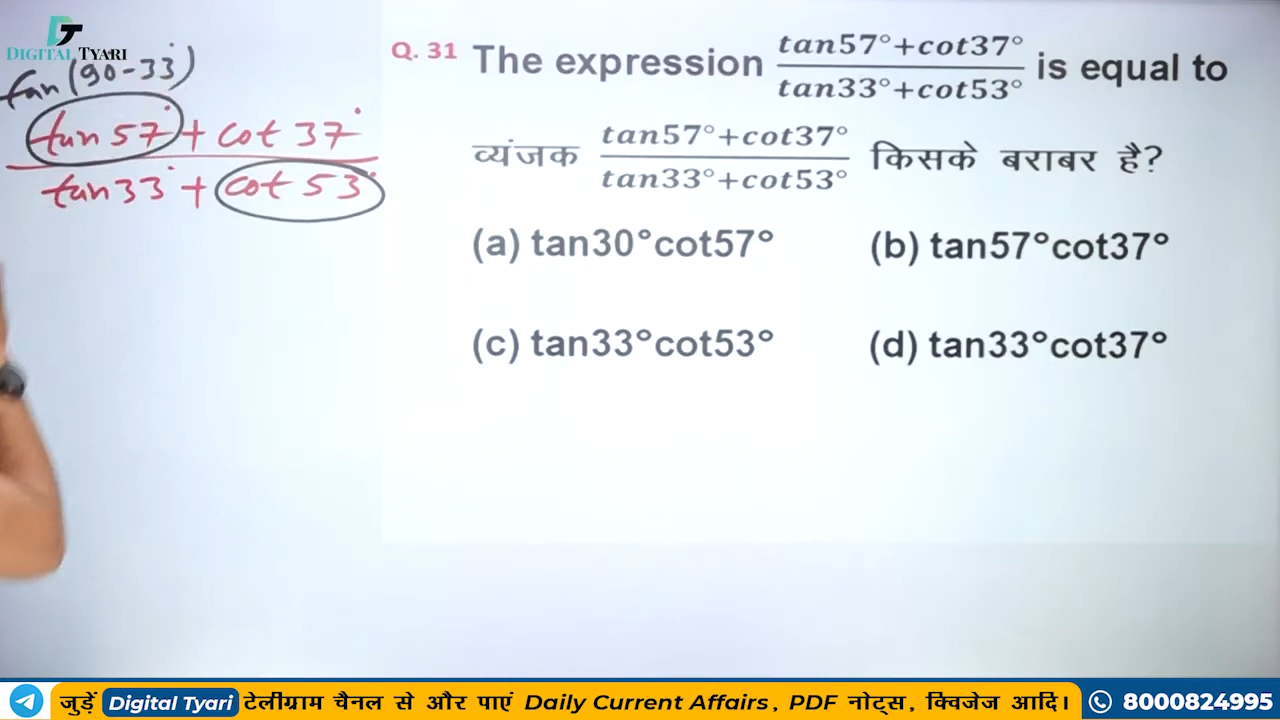 DIGITAL TYARI
tan (90-33°)
tan 57° + cot 37°
tan 33° + cot 53°
Q. 31 The expression tan57°+cot37° / tan33°+cot53° is equal to
व्यंजक tan57°+cot37° / tan33°+cot53° किसके बराबर है?
(a) tan30°cot57° (b) tan57°cot37°
(c) tan33°cot53° (d) tan33°cot37°
जुड़ें Digital Tyari टेलीग्राम चैनल से और पाएं Daily Current Affairs, PDF नोट्स, क्विजेज आदि। 8000824995